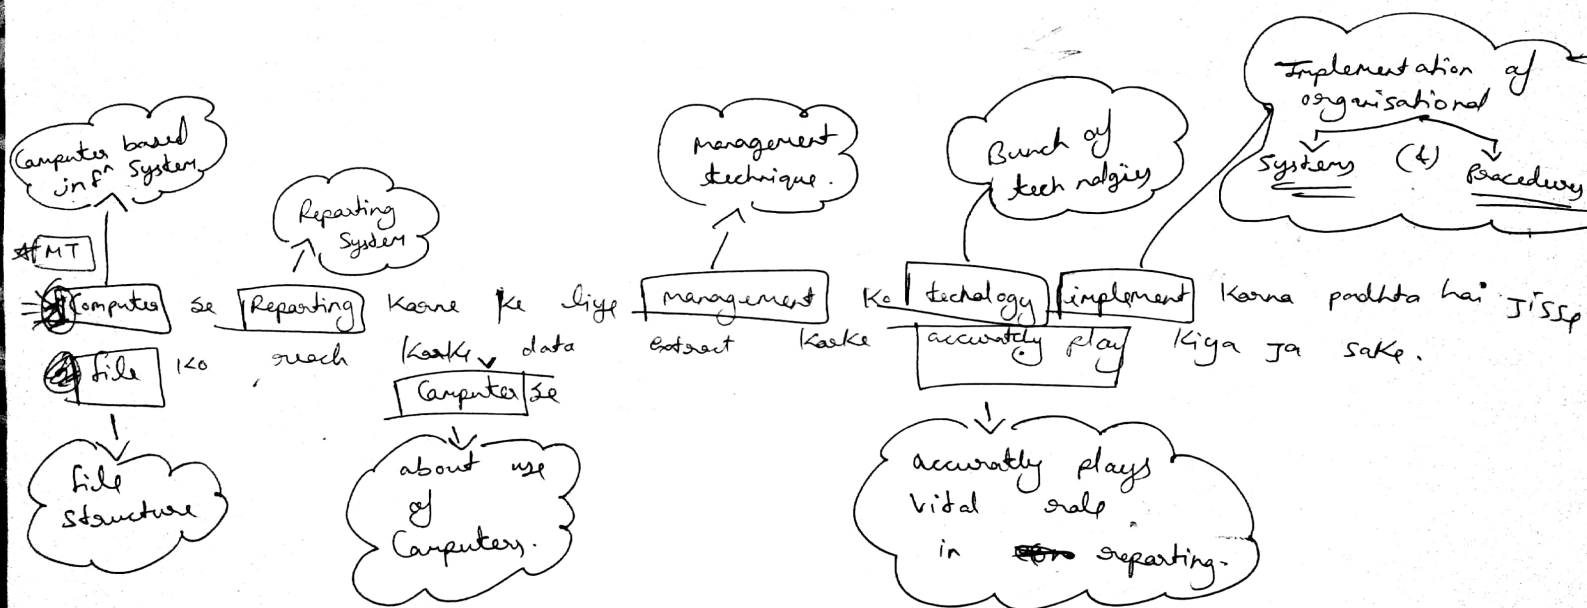 Computer based
infn System
Reporting
System
management
technique.
Bunch of
technolgies
Implementation of
organisational
Systems (&) Procedures
MT
Computer se Reporting Karne ke liye management Ko techology implement Karna padhta hai Jisse
file Ko reach Karke data extract Karke accuratly play Kiya Ja sake.
Computer se
file
structure
about use
of
Computers.
accuratly plays
vital role
in reporting.